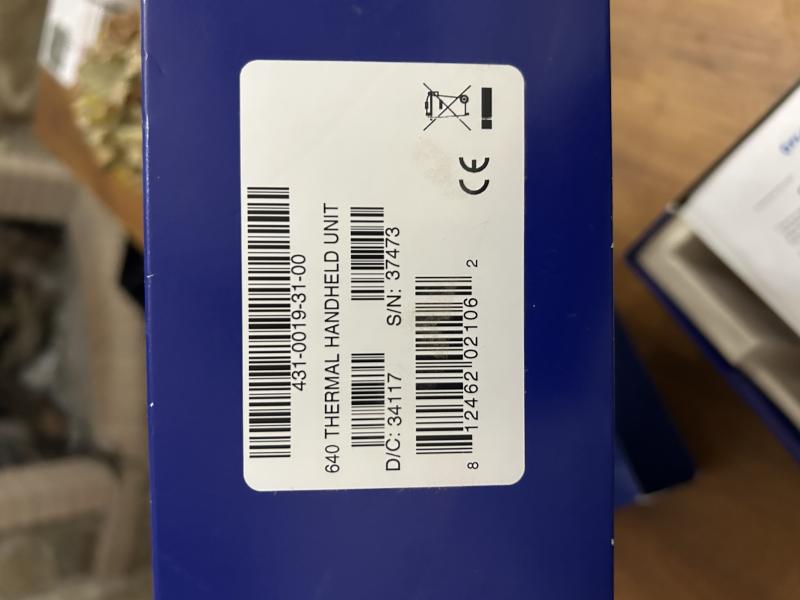 431-0019-31-00
640 THERMAL HANDHELD UNIT
D/C: 34117 S/N: 37473
8 12462 02106 2
CE